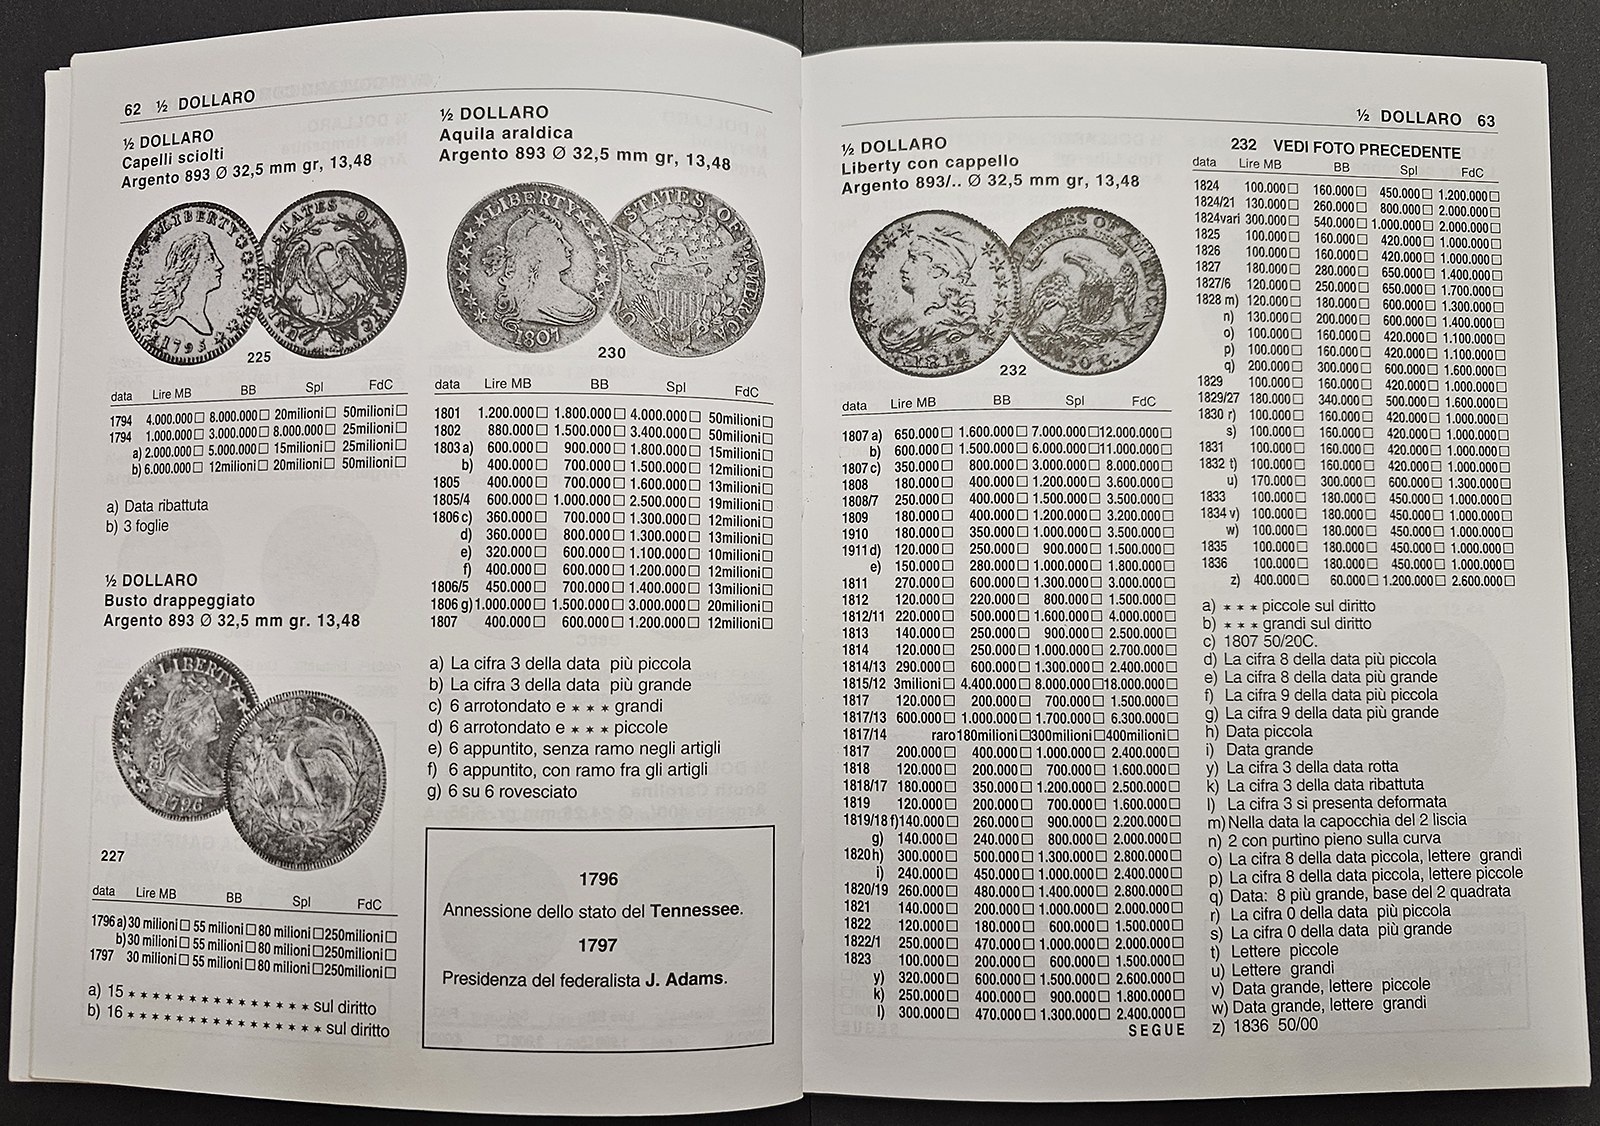 62 ½ DOLLARO
½ DOLLARO
Capelli sciolti
Argento 893 Ø 32,5 mm gr, 13,48
LIBERTY
STATES OF AMERICA
1795
225
data Lire MB BB Spl FdC
1794 4.000.000□ 8.000.000□ 20milioni□ 50milioni□
1794 1.000.000□ 3.000.000□ 8.000.000□ 25milioni□
a) 2.000.000□ 5.000.000□ 15milioni□ 25milioni□
b) 6.000.000□ 12milioni□ 20milioni□ 50milioni□
a) Data ribattuta
b) 3 foglie
½ DOLLARO
Busto drappeggiato
Argento 893 Ø 32,5 mm gr. 13,48
LIBERTY
1796
227
data Lire MB BB Spl FdC
1796 a) 30 milioni□ 55 milioni□ 80 milioni□ 250milioni□
b) 30 milioni□ 55 milioni□ 80 milioni□ 250milioni□
1797 30 milioni□ 55 milioni□ 80 milioni□ 250milioni□
a) 15 ✶✶✶✶✶✶✶✶✶✶✶✶✶✶✶ sul diritto
b) 16 ✶✶✶✶✶✶✶✶✶✶✶✶✶✶✶✶ sul diritto
½ DOLLARO
Aquila araldica
Argento 893 Ø 32,5 mm gr, 13,48
LIBERTY
STATES OF AMERICA
1807
230
data Lire MB BB Spl FdC
1801 1.200.000□ 1.800.000□ 4.000.000□ 50milioni□
1802 880.000□ 1.500.000□ 3.400.000□ 50milioni□
1803 a) 600.000□ 900.000□ 1.800.000□ 15milioni□
b) 400.000□ 700.000□ 1.500.000□ 12milioni□
1805 400.000□ 700.000□ 1.600.000□ 13milioni□
1805/4 600.000□ 1.000.000□ 2.500.000□ 19milioni□
1806 c) 360.000□ 700.000□ 1.300.000□ 12milioni□
d) 360.000□ 800.000□ 1.300.000□ 13milioni□
e) 320.000□ 600.000□ 1.100.000□ 10milioni□
f) 400.000□ 600.000□ 1.200.000□ 12milioni□
1806/5 450.000□ 700.000□ 1.400.000□ 13milioni□
1806 g) 1.000.000□ 1.500.000□ 3.000.000□ 20milioni□
1807 400.000□ 600.000□ 1.200.000□ 12milioni□
a) La cifra 3 della data più piccola
b) La cifra 3 della data più grande
c) 6 arrotondato e ✶✶✶ grandi
d) 6 arrotondato e ✶✶✶ piccole
e) 6 appuntito, senza ramo negli artigli
f) 6 appuntito, con ramo fra gli artigli
g) 6 su 6 rovesciato
1796
Annessione dello stato del Tennessee.
1797
Presidenza del federalista J. Adams.
½ DOLLARO 63
½ DOLLARO
Liberty con cappello
Argento 893/.. Ø 32,5 mm gr, 13,48
50 C.
232
data Lire MB BB Spl FdC
1807 a) 650.000□ 1.600.000□ 7.000.000□ 12.000.000□
b) 600.000□ 1.500.000□ 6.000.000□ 11.000.000□
1807 c) 350.000□ 800.000□ 3.000.000□ 8.000.000□
1808 180.000□ 400.000□ 1.200.000□ 3.600.000□
1808/7 250.000□ 400.000□ 1.500.000□ 3.500.000□
1809 180.000□ 400.000□ 1.200.000□ 3.200.000□
1910 180.000□ 350.000□ 1.000.000□ 3.500.000□
1911 d) 120.000□ 250.000□ 900.000□ 1.500.000□
e) 150.000□ 280.000□ 1.000.000□ 1.800.000□
1811 270.000□ 600.000□ 1.300.000□ 3.000.000□
1812 120.000□ 220.000□ 800.000□ 1.500.000□
1812/11 220.000□ 500.000□ 1.600.000□ 4.000.000□
1813 140.000□ 250.000□ 900.000□ 2.500.000□
1814 120.000□ 250.000□ 1.000.000□ 2.700.000□
1814/13 290.000□ 600.000□ 1.300.000□ 2.400.000□
1815/12 3milioni□ 4.400.000□ 8.000.000□ 18.000.000□
1817 120.000□ 200.000□ 700.000□ 1.500.000□
1817/13 600.000□ 1.000.000□ 1.700.000□ 6.300.000□
1817/14 raro 180milioni□ 300milioni□ 400milioni□
1817 200.000□ 400.000□ 1.000.000□ 2.400.000□
1818 120.000□ 200.000□ 700.000□ 1.600.000□
1818/17 180.000□ 350.000□ 1.200.000□ 2.500.000□
1819 120.000□ 200.000□ 700.000□ 1.600.000□
1819/18 f) 140.000□ 260.000□ 900.000□ 2.200.000□
g) 140.000□ 240.000□ 800.000□ 2.000.000□
1820 h) 300.000□ 500.000□ 1.300.000□ 2.800.000□
i) 240.000□ 450.000□ 1.000.000□ 2.400.000□
1820/19 260.000□ 480.000□ 1.400.000□ 2.800.000□
1821 140.000□ 200.000□ 1.000.000□ 2.000.000□
1822 120.000□ 180.000□ 600.000□ 1.500.000□
1822/1 250.000□ 470.000□ 1.000.000□ 2.000.000□
1823 100.000□ 200.000□ 600.000□ 1.500.000□
y) 320.000□ 600.000□ 1.500.000□ 2.600.000□
k) 250.000□ 400.000□ 900.000□ 1.800.000□
l) 300.000□ 470.000□ 1.300.000□ 2.400.000□
SEGUE
232 VEDI FOTO PRECEDENTE
data Lire MB BB Spl FdC
1824 100.000□ 160.000□ 450.000□ 1.200.000□
1824/21 130.000□ 260.000□ 800.000□ 2.000.000□
1824vari 300.000□ 540.000□ 1.000.000□ 2.000.000□
1825 100.000□ 160.000□ 420.000□ 1.000.000□
1826 100.000□ 160.000□ 420.000□ 1.000.000□
1827 180.000□ 280.000□ 650.000□ 1.400.000□
1827/6 120.000□ 250.000□ 650.000□ 1.700.000□
1828 m) 120.000□ 180.000□ 600.000□ 1.300.000□
n) 130.000□ 200.000□ 600.000□ 1.400.000□
o) 100.000□ 160.000□ 420.000□ 1.100.000□
p) 100.000□ 160.000□ 420.000□ 1.100.000□
q) 200.000□ 300.000□ 600.000□ 1.600.000□
1829 100.000□ 160.000□ 420.000□ 1.000.000□
1829/27 180.000□ 340.000□ 500.000□ 1.600.000□
1830 r) 100.000□ 160.000□ 420.000□ 1.000.000□
s) 100.000□ 160.000□ 420.000□ 1.000.000□
1831 100.000□ 160.000□ 420.000□ 1.000.000□
1832 t) 100.000□ 160.000□ 420.000□ 1.000.000□
u) 170.000□ 300.000□ 600.000□ 1.300.000□
1833 100.000□ 180.000□ 450.000□ 1.000.000□
1834 v) 100.000□ 180.000□ 450.000□ 1.000.000□
w) 100.000□ 180.000□ 450.000□ 1.000.000□
1835 100.000□ 180.000□ 450.000□ 1.000.000□
1836 100.000□ 180.000□ 450.000□ 1.000.000□
z) 400.000□ 60.000□ 1.200.000□ 2.600.000□
a) ✶✶✶ piccole sul diritto
b) ✶✶✶ grandi sul diritto
c) 1807 50/20C.
d) La cifra 8 della data più piccola
e) La cifra 8 della data più grande
f) La cifra 9 della data più piccola
g) La cifra 9 della data più grande
h) Data piccola
i) Data grande
y) La cifra 3 della data rotta
k) La cifra 3 della data ribattuta
l) La cifra 3 si presenta deformata
m) Nella data la capocchia del 2 liscia
n) 2 con purtino pieno sulla curva
o) La cifra 8 della data piccola, lettere grandi
p) La cifra 8 della data piccola, lettere piccole
q) Data: 8 più grande, base del 2 quadrata
r) La cifra 0 della data più piccola
s) La cifra 0 della data più grande
t) Lettere piccole
u) Lettere grandi
v) Data grande, lettere piccole
w) Data grande, lettere grandi
z) 1836 50/00